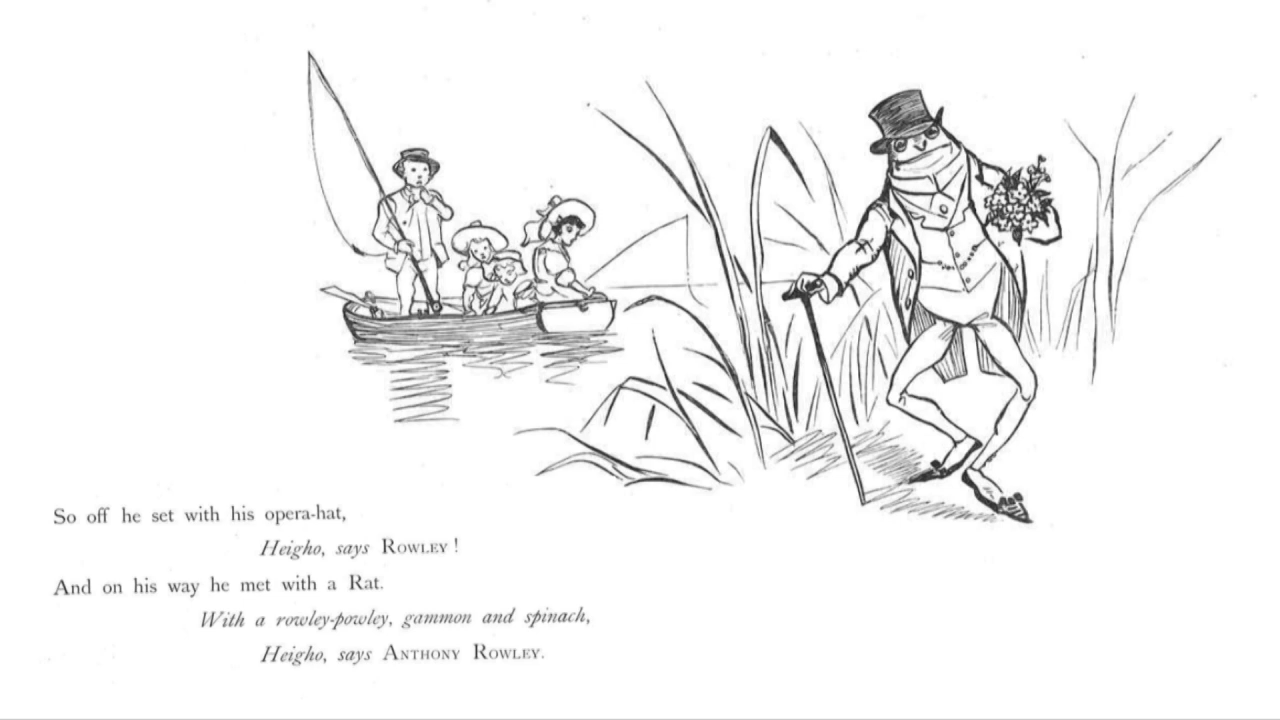 So off he set with his opera-hat,
Heigho, says ROWLEY !
And on his way he met with a Rat.
With a rowley-powley, gammon and spinach,
Heigho, says ANTHONY ROWLEY.